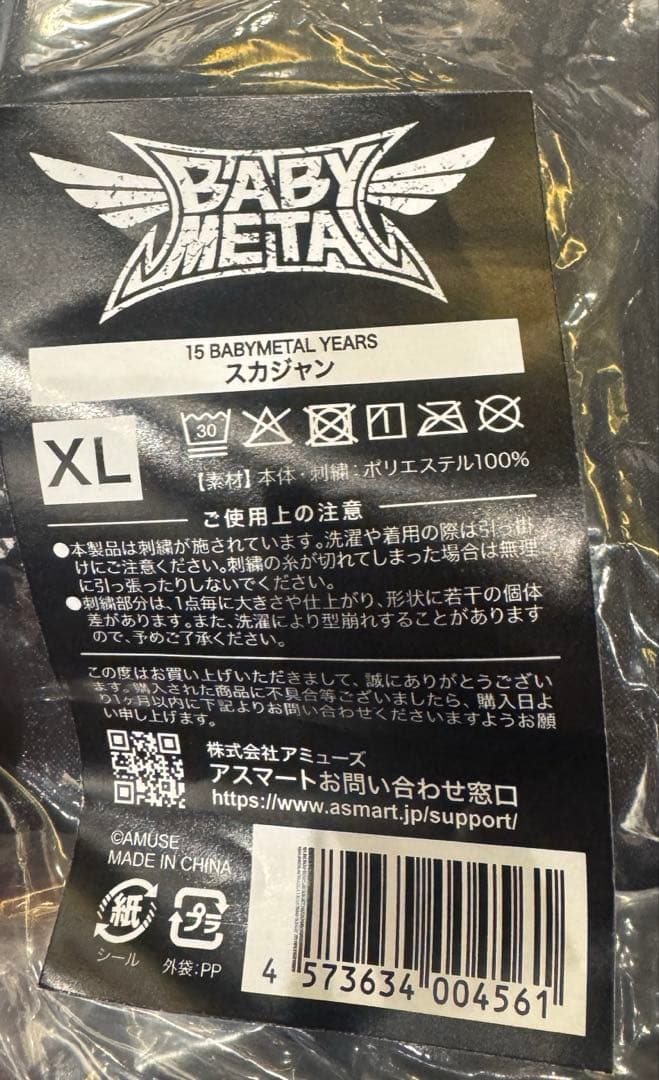 BABY
METAL
15 BABYMETAL YEARS
スカジャン
XL
30
【素材】本体・刺繍：ポリエステル100%
ご使用上の注意
●本製品は刺繍が施されています。洗濯や着用の際は引っ掛
けにご注意ください。刺繍の糸が切れてしまった場合は無理
に引っ張ったりしないでください。
●刺繍部分は、1点毎に大きさや仕上がり、形状に若干の個体
差があります。また、洗濯により型崩れすることがあります
ので、予めご了承ください。
この度はお買い上げいただきまして、誠にありがとうござい
ます。購入された商品に不具合等ございましたら、購入日よ
り1ヶ月以内に下記よりお問い合わせくださいますようお願
い申し上げます。
株式会社アミューズ
アスマートお問い合わせ窓口
https://www.asmart.jp/support/
©AMUSE
MADE IN CHINA
紙
シール
プラ
外袋：PP
4 573634 004561